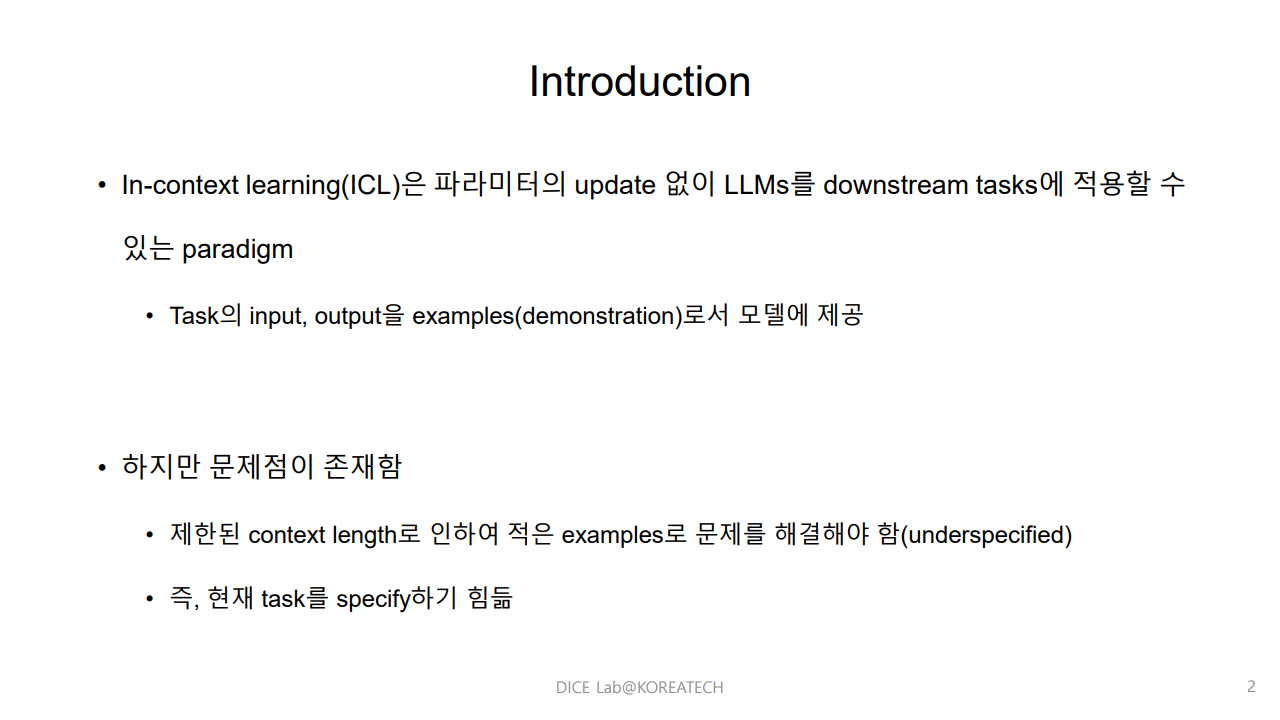 Introduction
• In-context learning(ICL)은 파라미터의 update 없이 LLMs를 downstream tasks에 적용할 수
있는 paradigm
• Task의 input, output을 examples(demonstration)로서 모델에 제공
• 하지만 문제점이 존재함
• 제한된 context length로 인하여 적은 examples로 문제를 해결해야 함(underspecified)
• 즉, 현재 task를 specify하기 힘듦
DICE Lab@KOREATECH
2